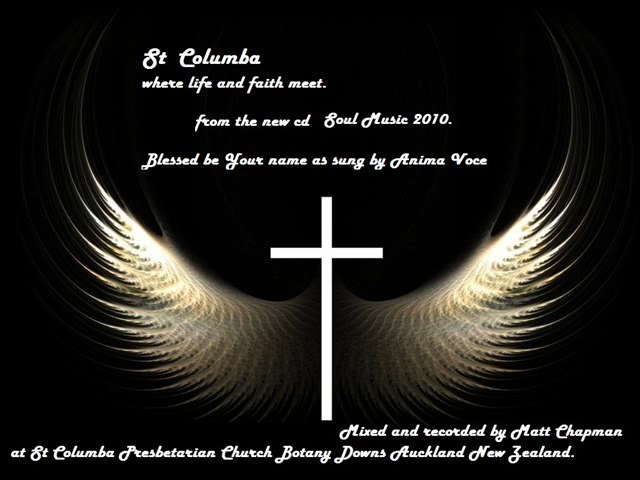 St Columba
where life and faith meet.
from the new cd Soul Music 2010.
Blessed be Your name as sung by Anima Voce
Mixed and recorded by Matt Chapman
at St Columba Presbetarian Church Botany Downs Auckland New Zealand.